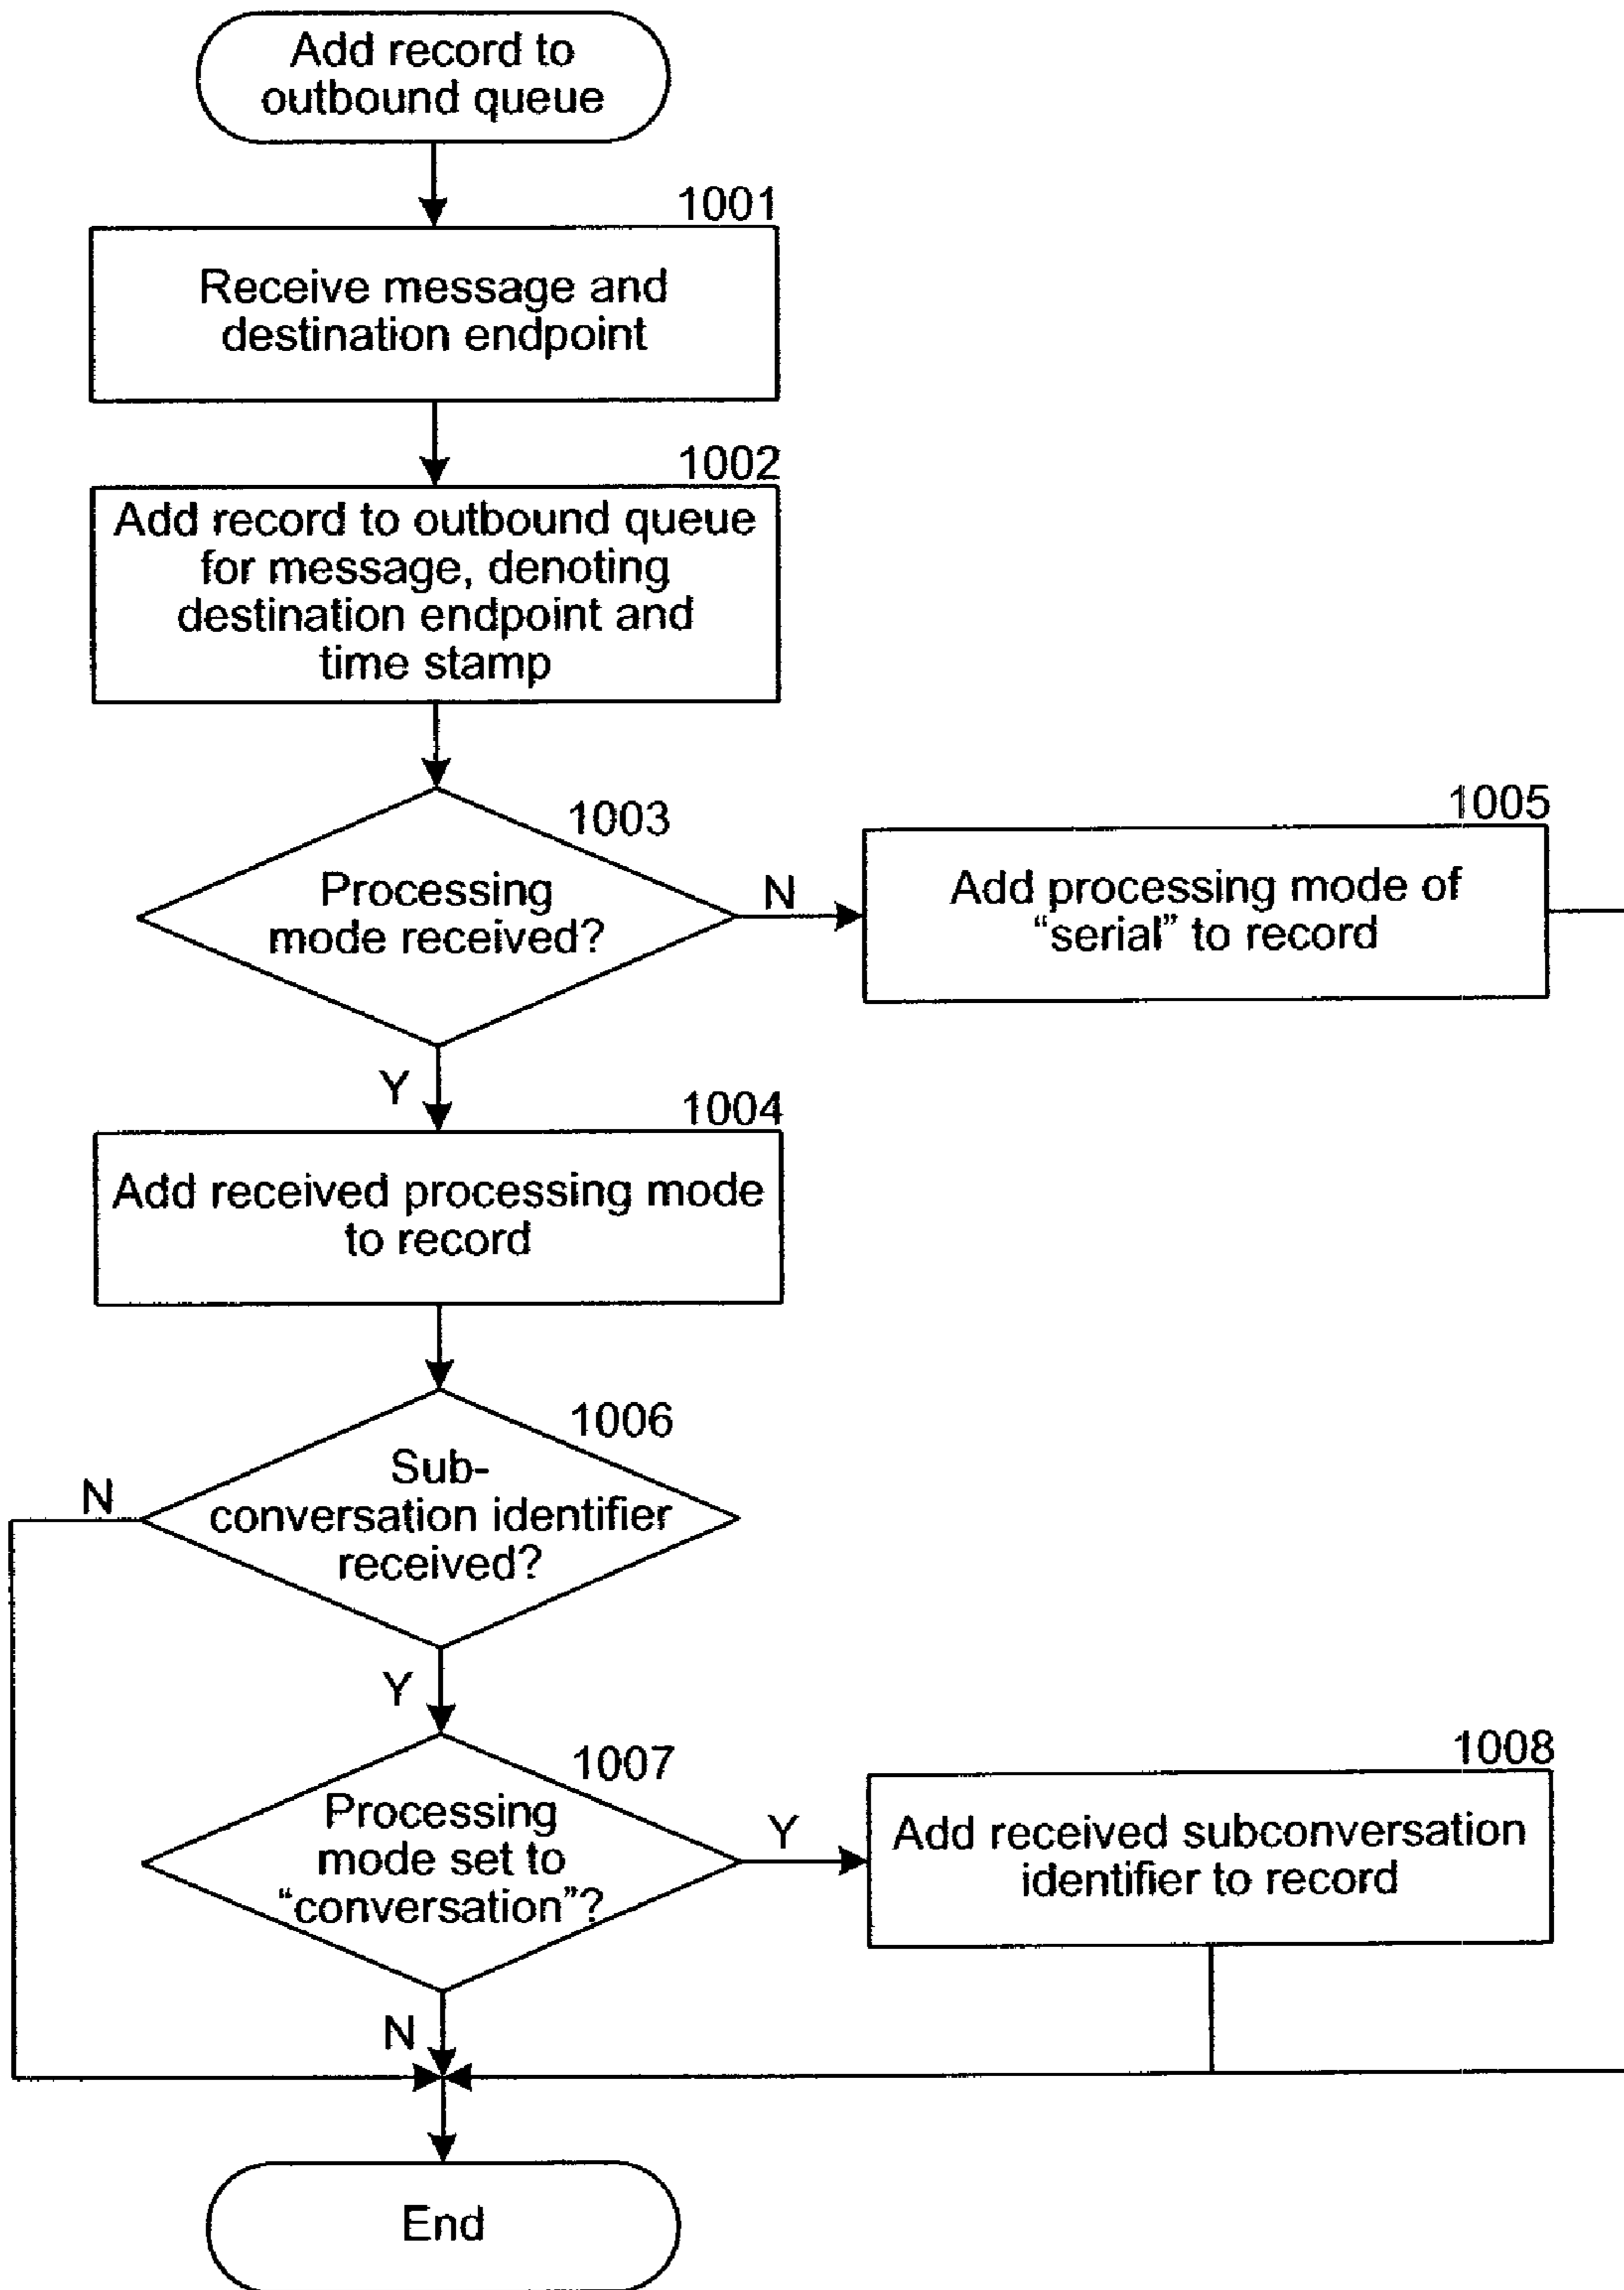 Add record to
outbound queue
1001
Receive message and
destination endpoint
1002
Add record to outbound queue
for message, denoting
destination endpoint and
time stamp
1003
Processing
mode received?
N
1005
Add processing mode of
“serial” to record
Y
1004
Add received processing mode
to record
1006
Sub-
conversation identifier
received?
N
Y
1007
Processing
mode set to
“conversation”?
Y
1008
Add received subconversation
identifier to record
N
End